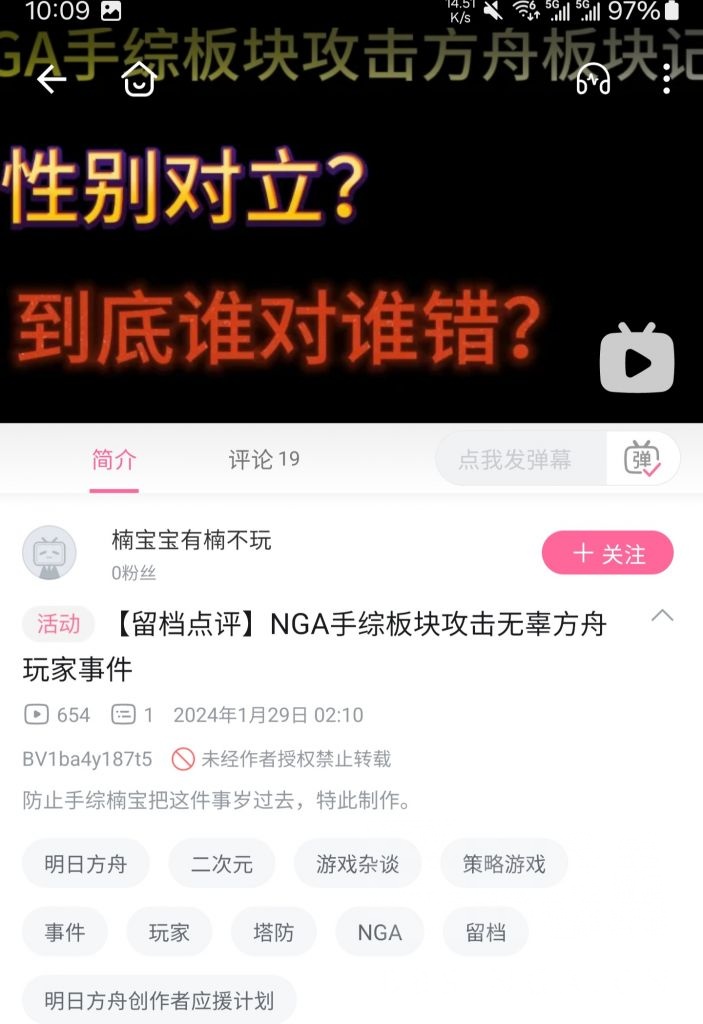 10:09
14.51 K/s
6
5G
5G
97%
GA手综板块攻击方舟板块记
性别对立?
到底谁对谁错?
简介
评论 19
点我发弹幕
弹
楠宝宝有楠不玩
0粉丝
+ 关注
活动 【留档点评】NGA手综板块攻击无辜方舟
玩家事件
654 1 2024年1月29日 02:10
BV1ba4y187t5 未经作者授权禁止转载
防止手综楠宝把这件事岁过去，特此制作。
明日方舟 二次元 游戏杂谈 策略游戏
事件 玩家 塔防 NGA 留档
明日方舟创作者应援计划